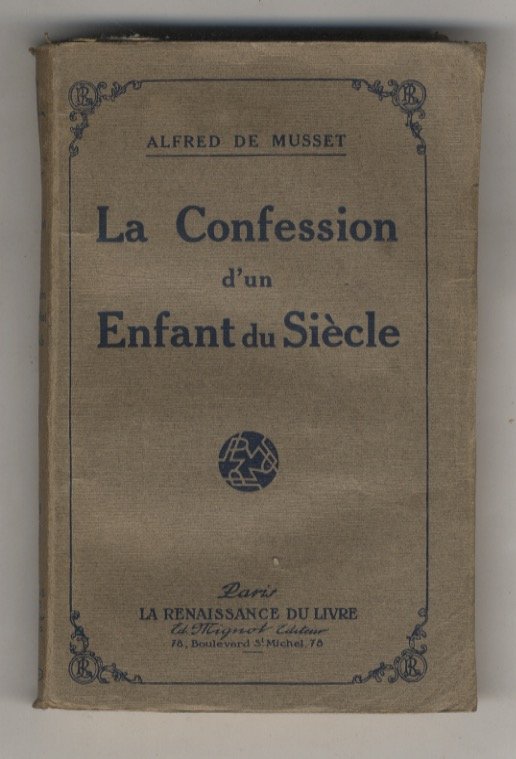 ALFRED DE MUSSET
La Confession
d'un
Enfant du Siècle
Paris
LA RENAISSANCE DU LIVRE
Ed. Mignot Editeur
78, Boulevard St Michel, 78